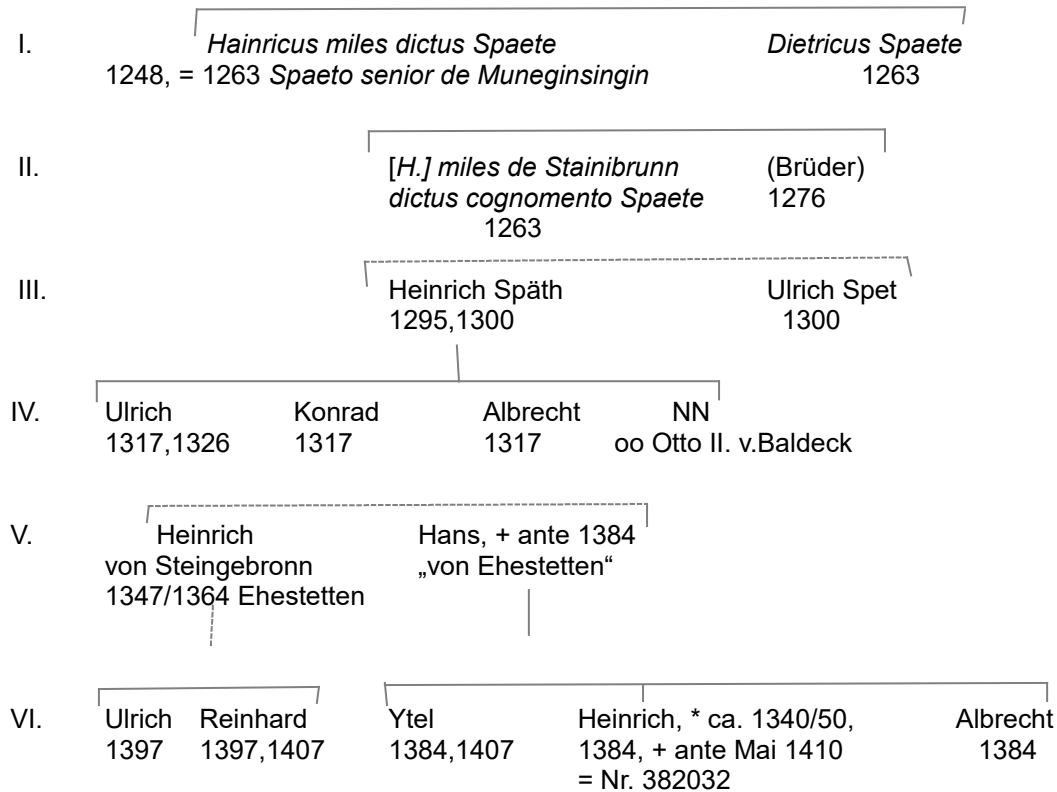 I. Hainricus miles dictus Spaete Dietricus Spaete
1248, = 1263 Spaeto senior de Muneginsingin 1263
II. [H.] miles de Stainibrunn (Brüder)
dictus cognomento Spaete 1276
1263
III. Heinrich Späth Ulrich Spet
1295,1300 1300
IV. Ulrich Konrad Albrecht NN
1317,1326 1317 1317 oo Otto II. v.Baldeck
V. Heinrich Hans, + ante 1384
von Steingebronn „von Ehestetten“
1347/1364 Ehestetten
VI. Ulrich Reinhard Ytel Heinrich, * ca. 1340/50, Albrecht
1397 1397,1407 1384,1407 1384, + ante Mai 1410 1384
= Nr. 382032